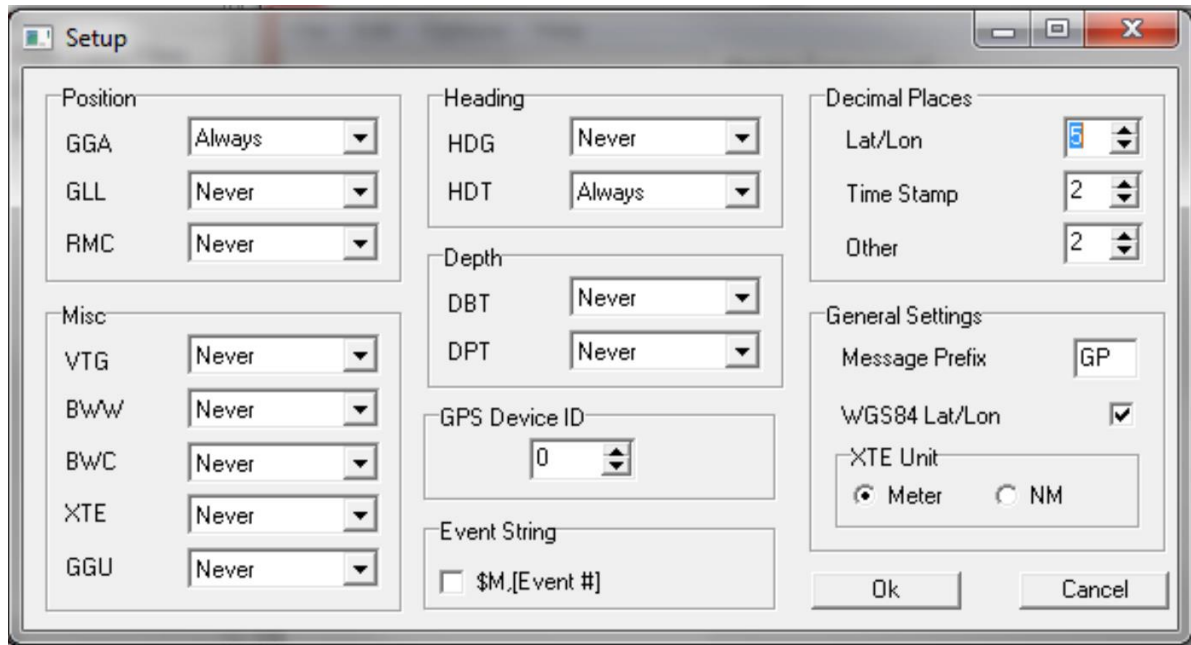 Setup
Position
GGA Always
GLL Never
RMC Never
Misc
VTG Never
BWW Never
BWC Never
XTE Never
GGU Never
Heading
HDG Never
HDT Always
Depth
DBT Never
DPT Never
GPS Device ID
0
Event String
$M,[Event #]
Decimal Places
Lat/Lon 5
Time Stamp 2
Other 2
General Settings
Message Prefix GP
WGS84 Lat/Lon
XTE Unit
Meter NM
Ok Cancel